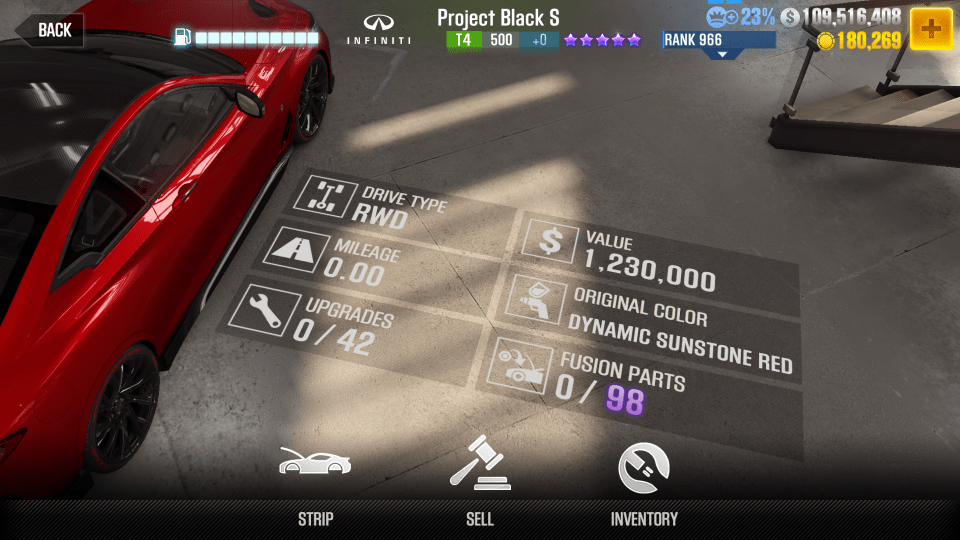 BACK
INFINITI
Project Black S
T4 500 +0
23%
$ 109,516,408
RANK 966
180,269
DRIVE TYPE
RWD
MILEAGE
0.00
UPGRADES
0 / 42
$
VALUE
1,230,000
ORIGINAL COLOR
DYNAMIC SUNSTONE RED
FUSION PARTS
0 / 98
STRIP
SELL
INVENTORY